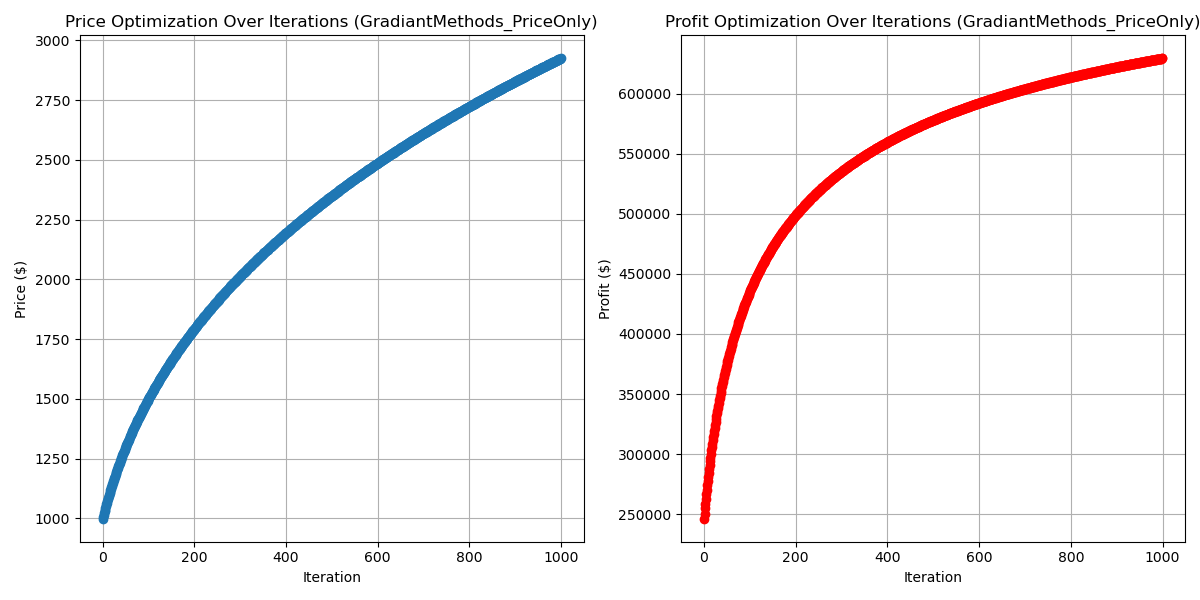 Price Optimization Over Iterations (GradiantMethods_PriceOnly)
3000
2750
2500
2250
2000
1750
1500
1250
1000
Price ($)
0 200 400 600 800 1000
Iteration
Profit Optimization Over Iterations (GradiantMethods_PriceOnly)
600000
550000
500000
450000
400000
350000
300000
250000
Profit ($)
0 200 400 600 800 1000
Iteration